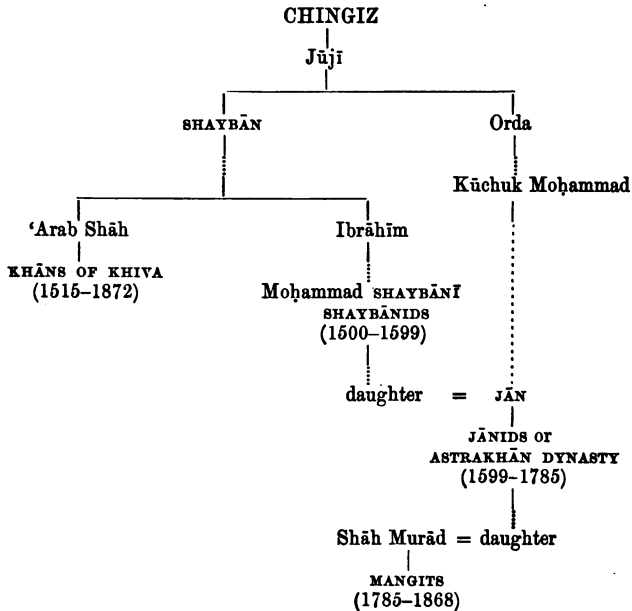 CHINGIZ
Jūjī
SHAYBĀN
Orda
Kūchuk Moḥammad
‘Arab Shāh
Ibrāhīm
KHĀNS OF KHIVA
(1515–1872)
Moḥammad SHAYBĀNĪ
SHAYBĀNIDS
(1500–1599)
daughter = JĀN
JĀNIDS or
ASTRAKHĀN DYNASTY
(1599–1785)
Shāh Murād = daughter
MANGITS
(1785–1868)